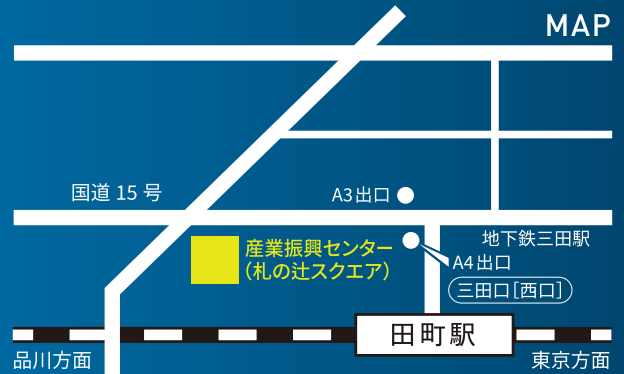 MAP
国道 15 号
A3出口
産業振興センター
（札の辻スクエア）
地下鉄三田駅
A4出口
三田口［西口］
田町駅
品川方面
東京方面